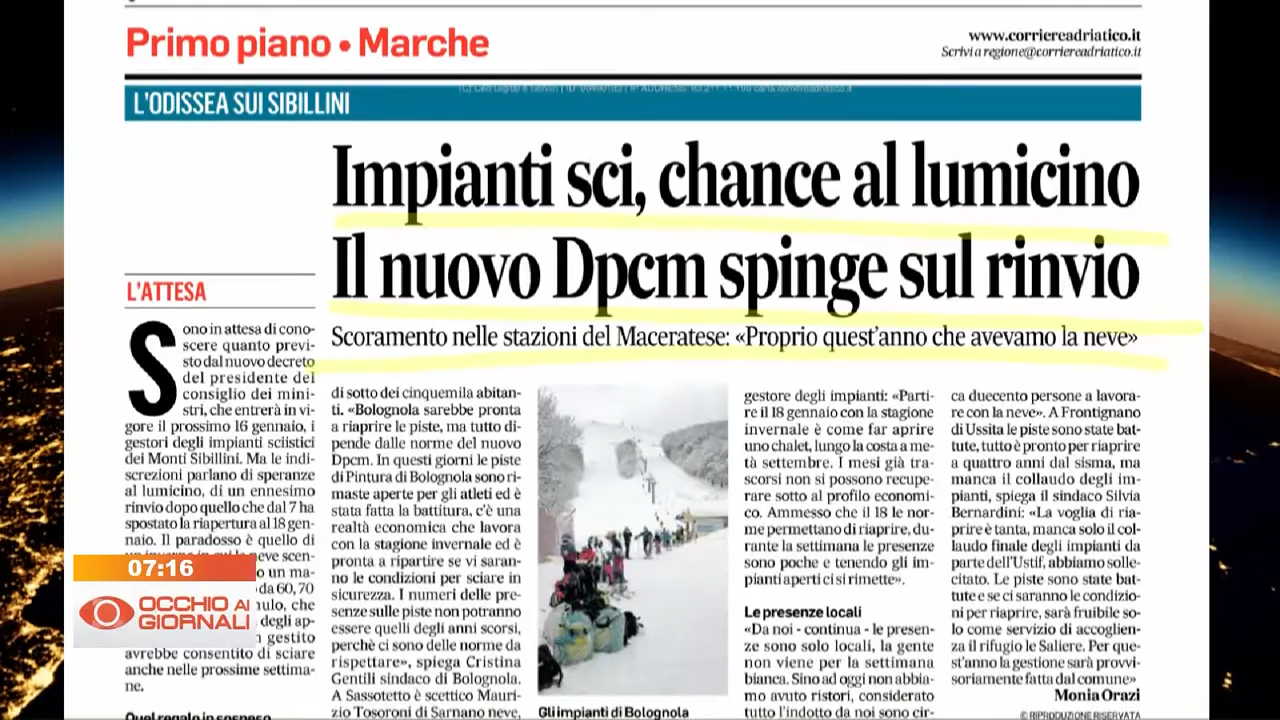 Primo piano • Marche
www.corriereadriatico.it
Scrivi a regione@corriereadriatico.it
L'ODISSEA SUI SIBILLINI
Impianti sci, chance al lumicino
Il nuovo Dpcm spinge sul rinvio
Scoramento nelle stazioni del Maceratese: «Proprio quest'anno che avevamo la neve»
L'ATTESA
Sono in attesa di cono-
scere quanto previ-
sto dal nuovo decreto
del presidente del
consiglio dei mini-
stri, che entrerà in vi-
gore il prossimo 16 gennaio, i
gestori degli impianti sciistici
dei Monti Sibillini. Ma le indi-
screzioni parlano di speranze
al lumicino, di un ennesimo
rinvio dopo quello che dal 7 ha
spostato la riapertura al 18 gen-
naio. Il paradosso è quello di
neve scen-
o un ma-
da 60, 70
nulo, che
degli ap-
n gestito
avrebbe consentito di sciare
anche nelle prossime settima-
ne.
Quel regalo in sospeso
di sotto dei cinquemila abitan-
ti. «Bolognola sarebbe pronta
a riaprire le piste, ma tutto di-
pende dalle norme del nuovo
Dpcm. In questi giorni le piste
di Pintura di Bolognola sono ri-
maste aperte per gli atleti ed è
stata fatta la battitura, c'è una
realtà economica che lavora
con la stagione invernale ed è
pronta a ripartire se vi saran-
no le condizioni per sciare in
sicurezza. I numeri delle pre-
senze sulle piste non potranno
essere quelli degli anni scorsi,
perchè ci sono delle norme da
rispettare», spiega Cristina
Gentili sindaco di Bolognola.
A Sassotetto è scettico Mauri-
zio Tosoroni di Sarnano neve,
Gli impianti di Bolognola
gestore degli impianti: «Parti-
re il 18 gennaio con la stagione
invernale è come far aprire
uno chalet, lungo la costa a me-
tà settembre. I mesi già tra-
scorsi non si possono recupe-
rare sotto al profilo economi-
co. Ammesso che il 18 le nor-
me permettano di riaprire, du-
rante la settimana le presenze
sono poche e tenendo gli im-
pianti aperti ci si rimette».
Le presenze locali
«Da noi - continua - le presen-
ze sono solo locali, la gente
non viene per la settimana
bianca. Sino ad oggi non abbia-
mo avuto ristori, considerato
tutto l'indotto da noi sono cir-
ca duecento persone a lavora-
re con la neve». A Frontignano
di Ussita le piste sono state bat-
tute, tutto è pronto per riaprire
a quattro anni dal sisma, ma
manca il collaudo degli im-
pianti, spiega il sindaco Silvia
Bernardini: «La voglia di ria-
prire è tanta, manca solo il col-
laudo finale degli impianti da
parte dell'Ustif, abbiamo solle-
citato. Le piste sono state bat-
tute e se ci saranno le condizio-
ni per riaprire, sarà fruibile so-
lo come servizio di accoglien-
za il rifugio le Saliere. Per que-
st'anno la gestione sarà provvi-
soriamente fatta dal comune»
Monia Orazi
© RIPRODUZIONE RISERVATA
07:16
OCCHIO AI
GIORNALI